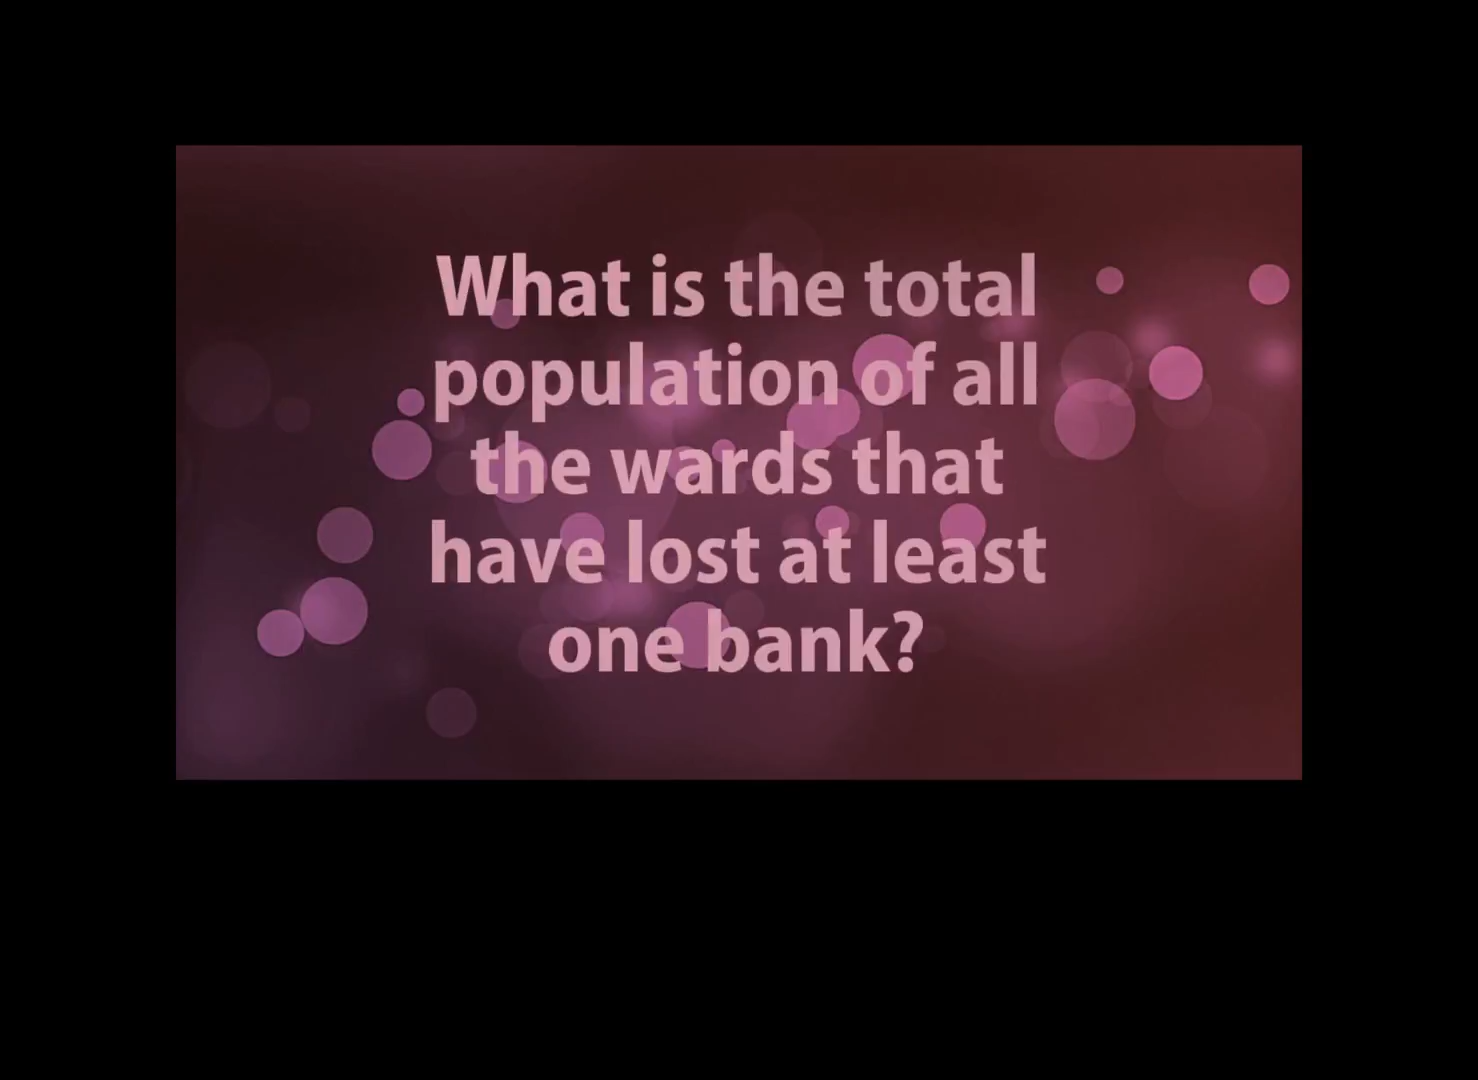 What is the total
population of all
the wards that
have lost at least
one bank?